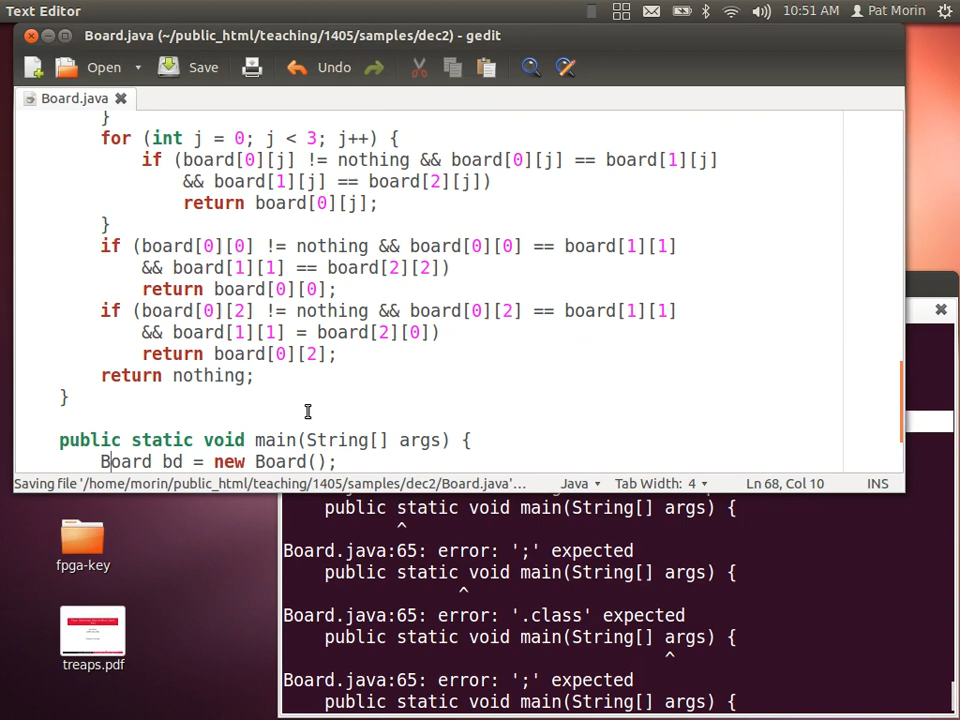 Text Editor
10:51 AM
Pat Morin
Board.java (~/public_html/teaching/1405/samples/dec2) - gedit
Open
Save
Undo
Board.java
}
for (int j = 0; j < 3; j++) {
if (board[0][j] != nothing && board[0][j] == board[1][j]
&& board[1][j] == board[2][j])
return board[0][j];
}
if (board[0][0] != nothing && board[0][0] == board[1][1]
&& board[1][1] == board[2][2])
return board[0][0];
if (board[0][2] != nothing && board[0][2] == board[1][1]
&& board[1][1] = board[2][0])
return board[0][2];
return nothing;
}
public static void main(String[] args) {
Board bd = new Board();
Saving file '/home/morin/public_html/teaching/1405/samples/dec2/Board.java'...
Java
Tab Width: 4
Ln 68, Col 10
INS
public static void main(String[] args) {
^
Board.java:65: error: ';' expected
public static void main(String[] args) {
^
Board.java:65: error: '.class' expected
public static void main(String[] args) {
^
Board.java:65: error: ';' expected
public static void main(String[] args) {
fpga-key
treaps.pdf